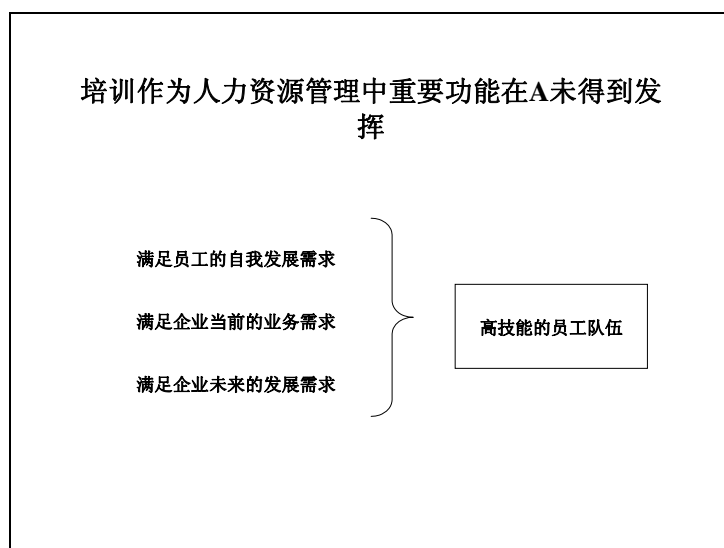 培训作为人力资源管理中重要功能在A未得到发
挥
满足员工的自我发展需求
满足企业当前的业务需求
满足企业未来的发展需求
高技能的员工队伍